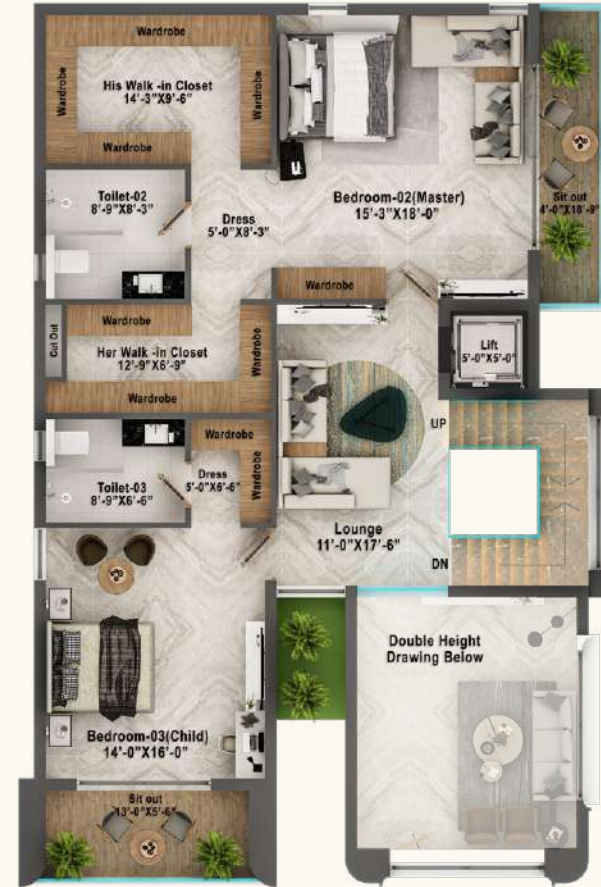 Wardrobe
Wardrobe
His Walk -in Closet
14'-3"X9'-6"
Wardrobe
Wardrobe
Toilet-02
8'-9"X8'-3"
Dress
5'-0"X8'-3"
Bedroom-02(Master)
15'-3"X18'-0"
Sit out
4'-0"X18'-9"
Wardrobe
Cut Out
Wardrobe
Her Walk -in Closet
12'-9"X6'-9"
Wardrobe
Wardrobe
Lift
5'-0"X5'-0"
UP
Wardrobe
Wardrobe
Dress
5'-0"X6'-6"
Toilet-03
8'-9"X6'-6"
Lounge
11'-0"X17'-6"
DN
Double Height
Drawing Below
Bedroom-03(Child)
14'-0"X16'-0"
Sit out
13'-0"X5'-6"